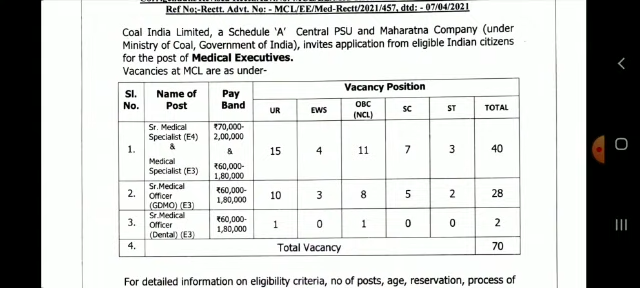 Ref No;-Rectt. Advt. No: - MCL/EE/Med-Rectt/2021/457, dtd: - 07/04/2021
Coal India Limited, a Schedule 'A' Central PSU and Maharatna Company (under
Ministry of Coal, Government of India), invites application from eligible Indian citizens
for the post of Medical Executives.
Vacancies at MCL are as under-
Sl. No. Name of Post Pay Band Vacancy Position
UR EWS OBC (NCL) SC ST TOTAL
1. Sr. Medical Specialist (E4) & Medical Specialist (E3) ₹70,000-2,00,000 & ₹60,000-1,80,000 15 4 11 7 3 40
2. Sr.Medical Officer (GDMO) (E3) ₹60,000-1,80,000 10 3 8 5 2 28
3. Sr.Medical Officer (Dental) (E3) ₹60,000-1,80,000 1 0 1 0 0 2
4. Total Vacancy 70
For detailed information on eligibility criteria, no of posts, age, reservation, process of